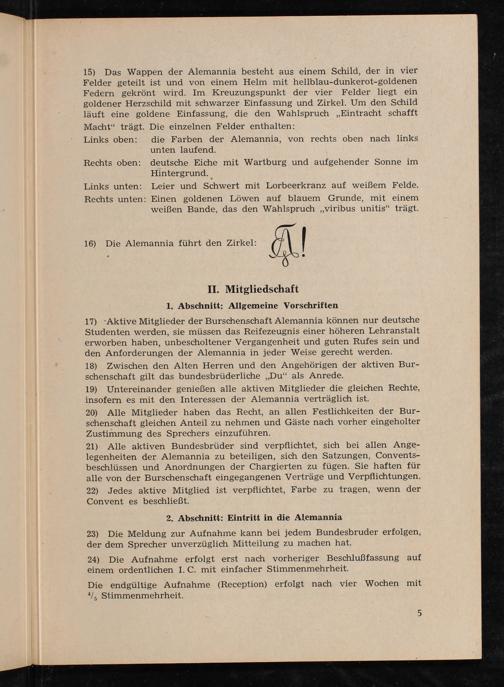 15) Das Wappen der Alemannia besteht aus einem Schild, der in vier
Felder geteilt ist und von einem Helm mit hellblau-dunkerot-goldenen
Federn gekrönt wird. Im Kreuzungspunkt der vier Felder liegt ein
goldener Herzschild mit schwarzer Einfassung und Zirkel. Um den Schild
läuft eine goldene Einfassung, die den Wahlspruch „Eintracht schafft
Macht“ trägt. Die einzelnen Felder enthalten:
Links oben: die Farben der Alemannia, von rechts oben nach links
unten laufend.
Rechts oben: deutsche Eiche mit Wartburg und aufgehender Sonne im
Hintergrund.
Links unten: Leier und Schwert mit Lorbeerkranz auf weißem Felde.
Rechts unten: Einen goldenen Löwen auf blauem Grunde, mit einem
weißen Bande, das den Wahlspruch „viribus unitis“ trägt.
16) Die Alemannia führt den Zirkel:
II. Mitgliedschaft
1. Abschnitt: Allgemeine Vorschriften
17) Aktive Mitglieder der Burschenschaft Alemannia können nur deutsche
Studenten werden, sie müssen das Reifezeugnis einer höheren Lehranstalt
erworben haben, unbescholtener Vergangenheit und guten Rufes sein und
den Anforderungen der Alemannia in jeder Weise gerecht werden.
18) Zwischen den Alten Herren und den Angehörigen der aktiven Bur-
schenschaft gilt das bundesbrüderliche „Du“ als Anrede.
19) Untereinander genießen alle aktiven Mitglieder die gleichen Rechte,
insofern es mit den Interessen der Alemannia verträglich ist.
20) Alle Mitglieder haben das Recht, an allen Festlichkeiten der Bur-
schenschaft gleichen Anteil zu nehmen und Gäste nach vorher eingeholter
Zustimmung des Sprechers einzuführen.
21) Alle aktiven Bundesbrüder sind verpflichtet, sich bei allen Ange-
legenheiten der Alemannia zu beteiligen, sich den Satzungen, Convents-
beschlüssen und Anordnungen der Chargierten zu fügen. Sie haften für
alle von der Burschenschaft eingegangenen Verträge und Verpflichtungen.
22) Jedes aktive Mitglied ist verpflichtet, Farbe zu tragen, wenn der
Convent es beschließt.
2. Abschnitt: Eintritt in die Alemannia
23) Die Meldung zur Aufnahme kann bei jedem Bundesbruder erfolgen,
der dem Sprecher unverzüglich Mitteilung zu machen hat.
24) Die Aufnahme erfolgt erst nach vorheriger Beschlußfassung auf
einem ordentlichen I. C. mit einfacher Stimmenmehrheit.
Die endgültige Aufnahme (Reception) erfolgt nach vier Wochen mit
4/5 Stimmenmehrheit.
5